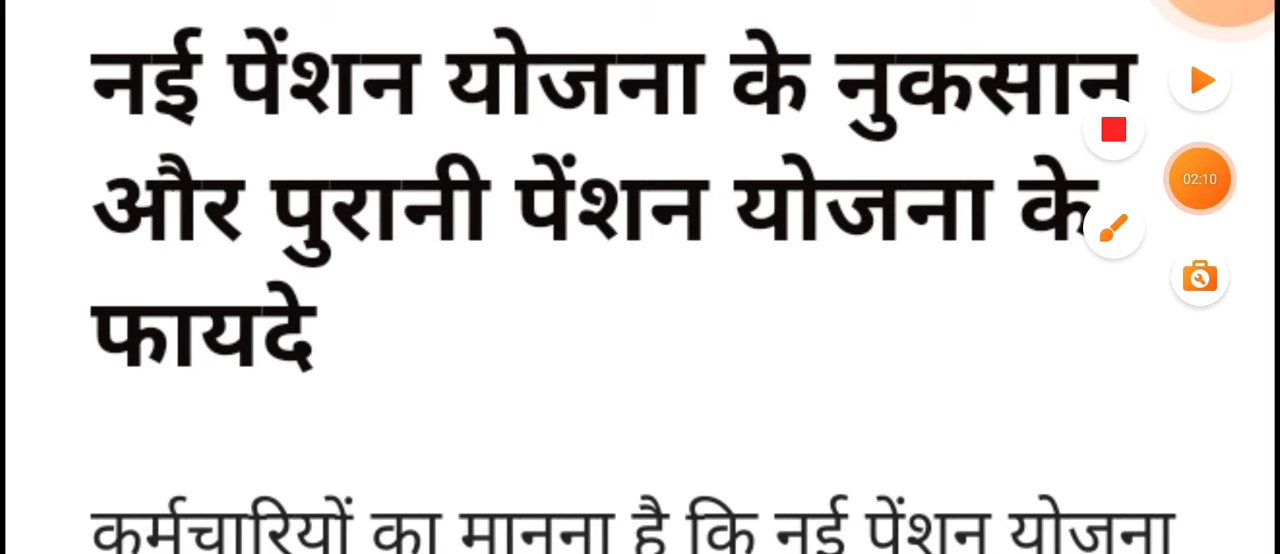 नई पेंशन योजना के नुकसान
और पुरानी पेंशन योजना के
फायदे
02:10
कर्मचारियों का मानना है कि नई पेंशन योजना